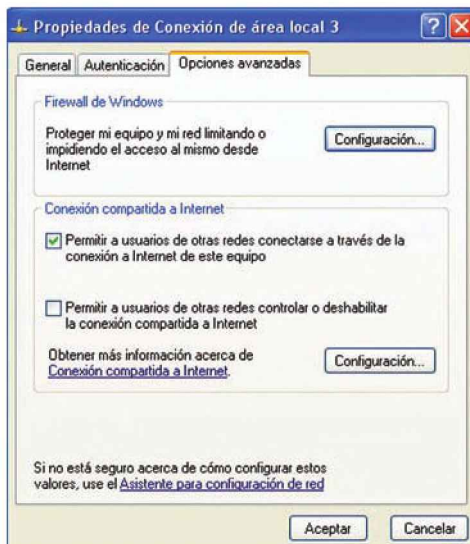 Propiedades de Conexión de área local 3
General
Autenticación
Opciones avanzadas
Firewall de Windows
Proteger mi equipo y mi red limitando o
impidiendo el acceso al mismo desde
Internet
Configuración...
Conexión compartida a Internet
Permitir a usuarios de otras redes conectarse a través de la
conexión a Internet de este equipo
Permitir a usuarios de otras redes controlar o deshabilitar
la conexión compartida a Internet
Obtener más información acerca de
Conexión compartida a Internet.
Configuración...
Si no está seguro acerca de cómo configurar estos
valores, use el Asistente para configuración de red
Aceptar
Cancelar